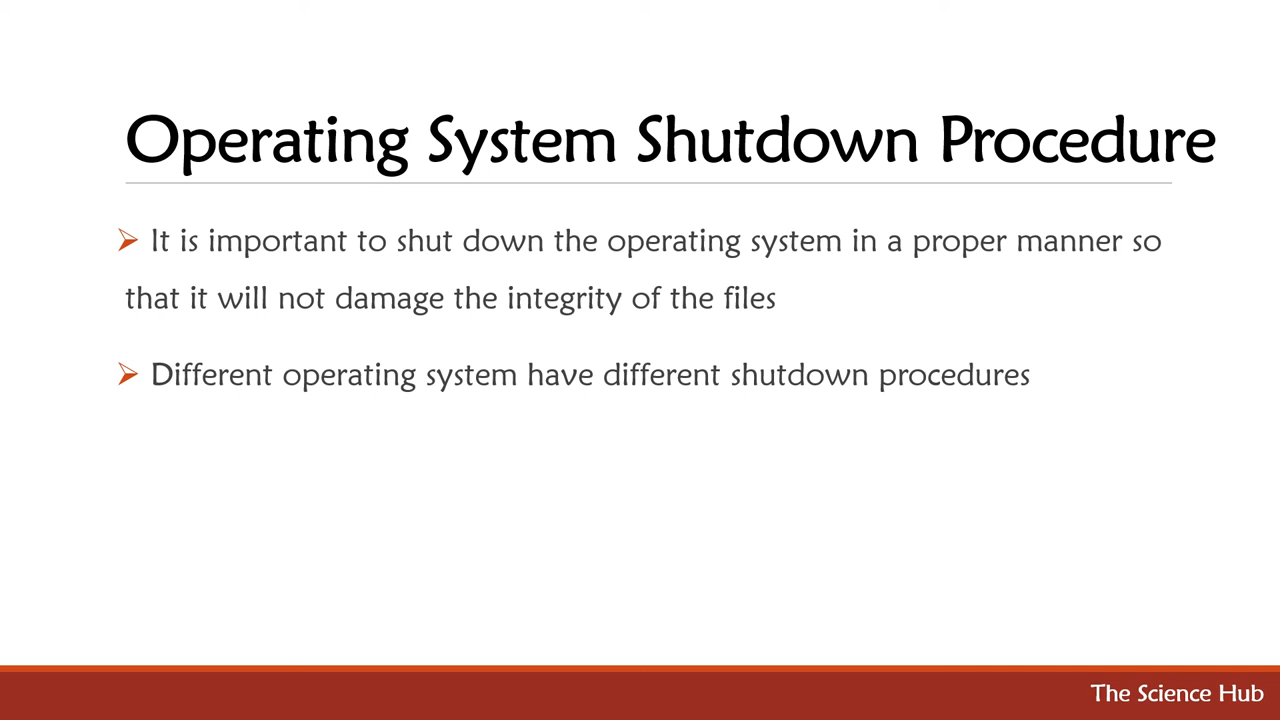 Operating System Shutdown Procedure
It is important to shut down the operating system in a proper manner so
that it will not damage the integrity of the files
Different operating system have different shutdown procedures
The Science Hub